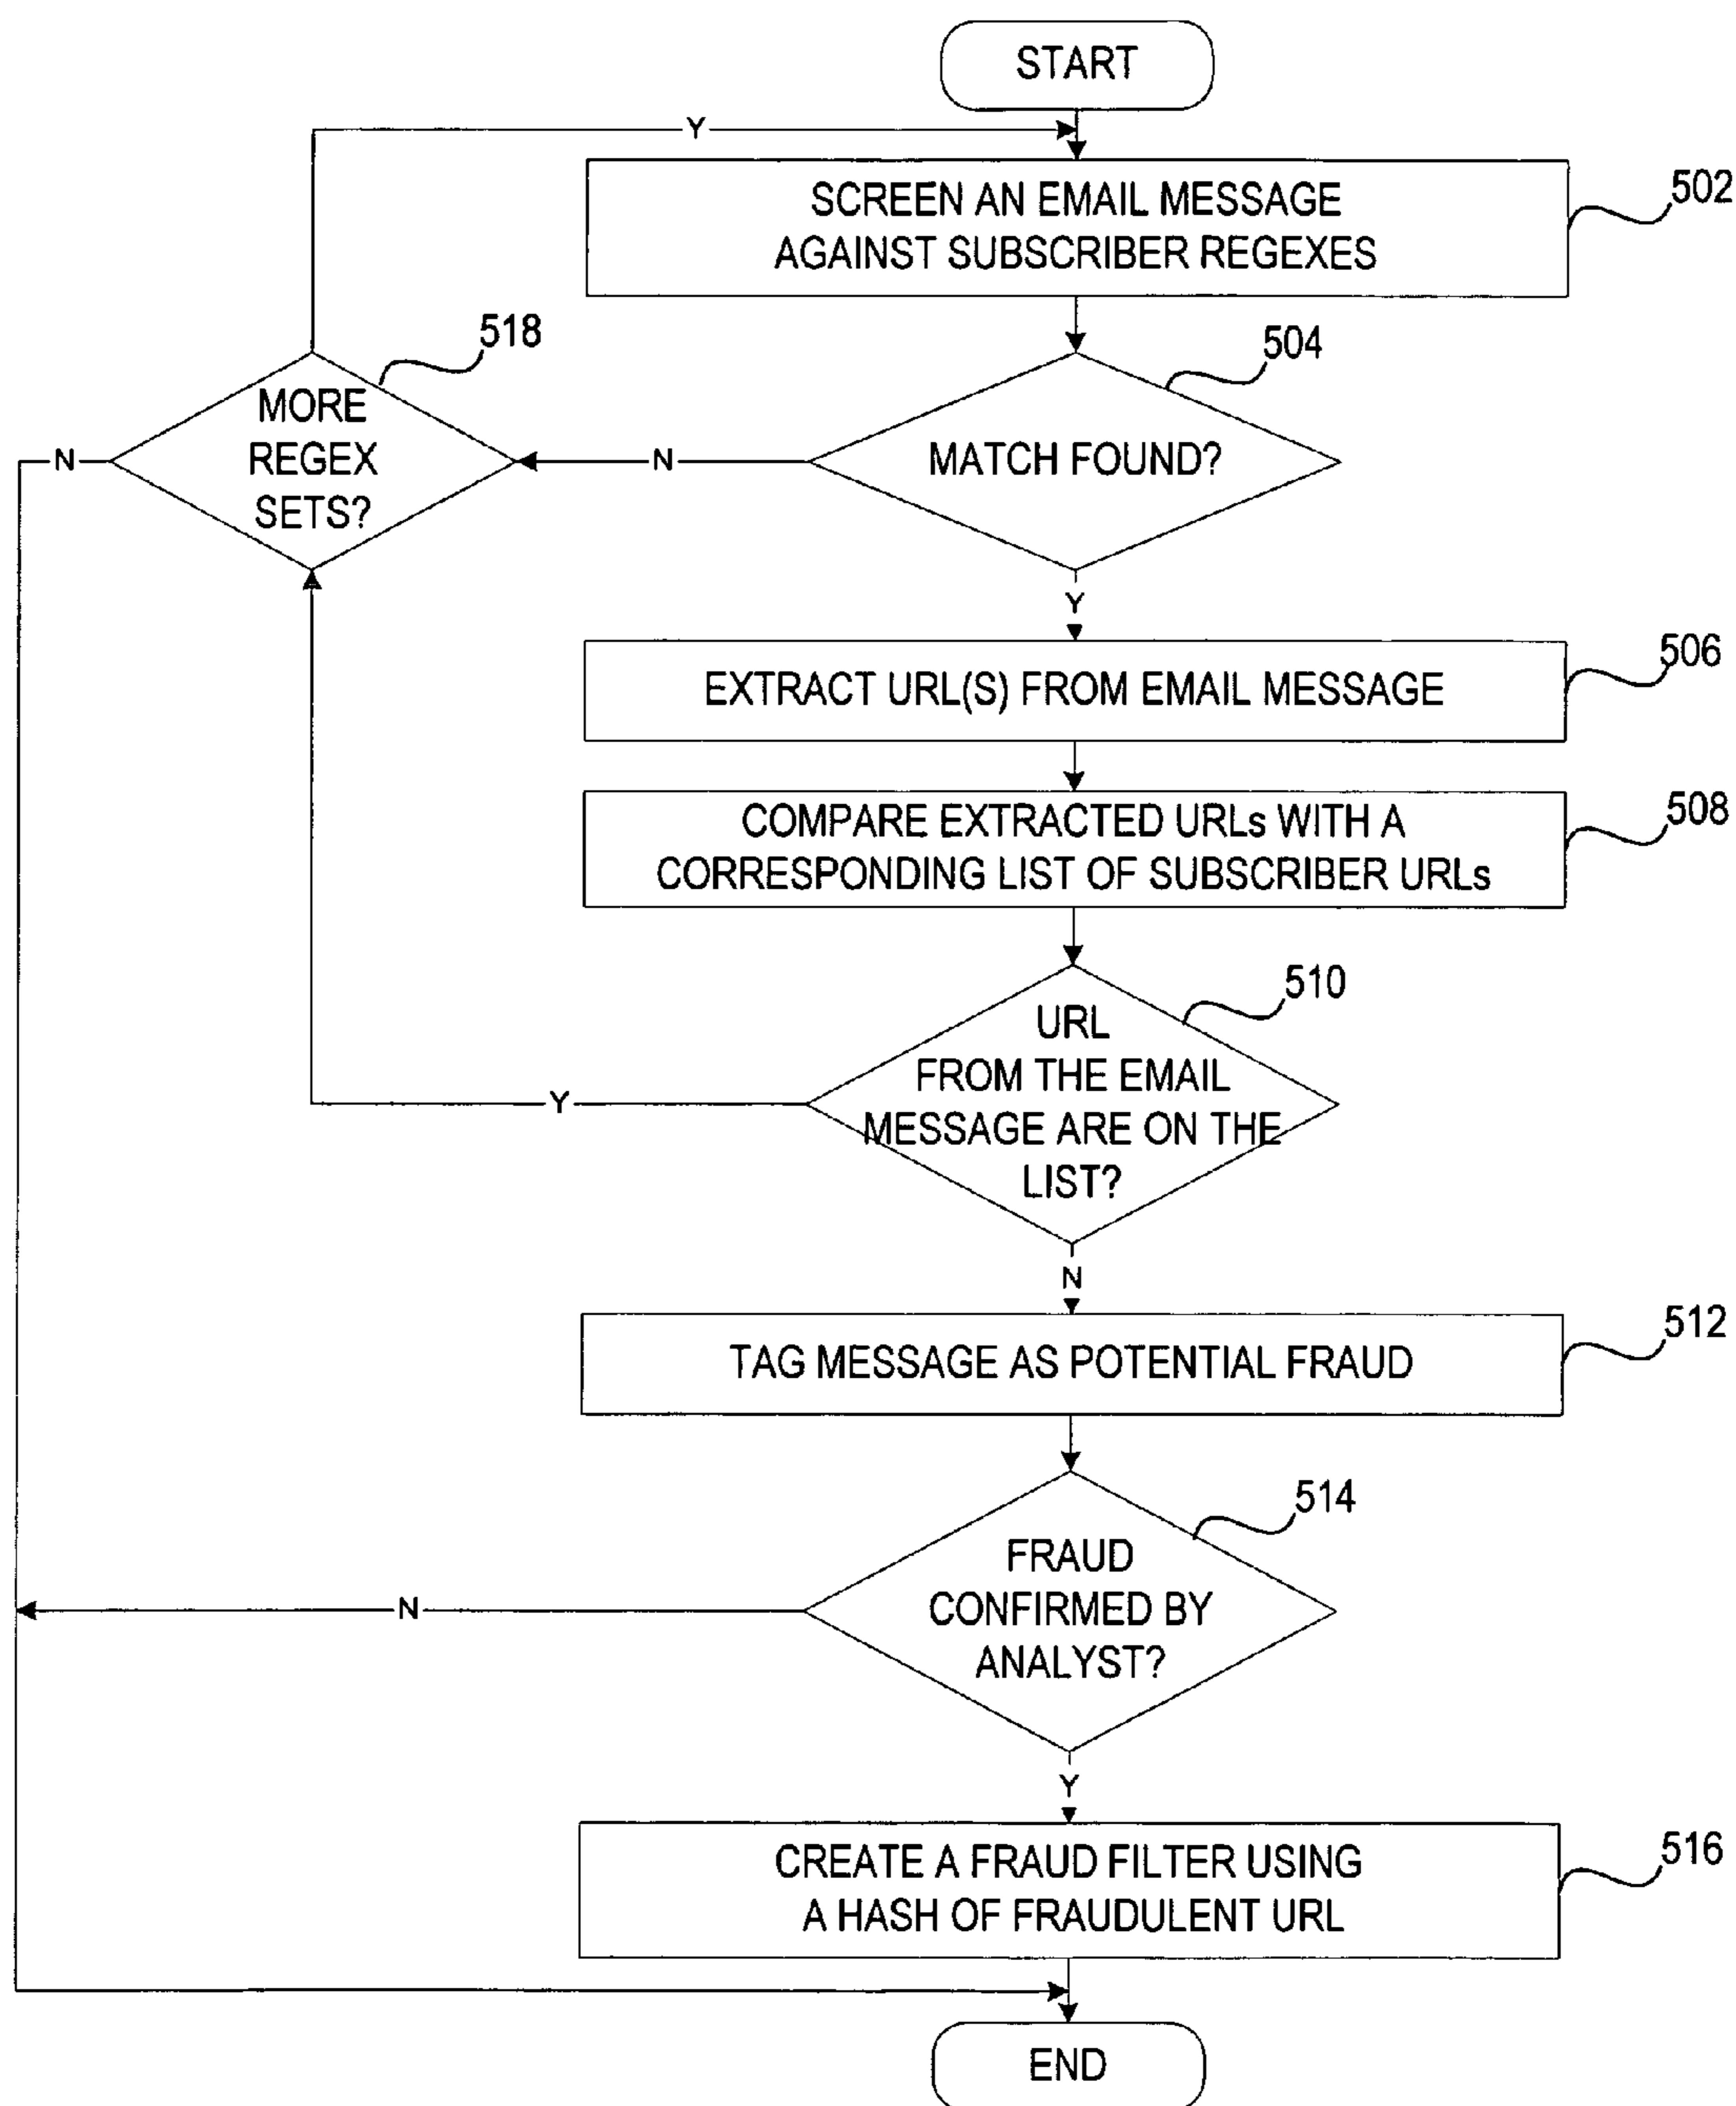 START
Y
SCREEN AN EMAIL MESSAGE
AGAINST SUBSCRIBER REGEXES
502
518
504
MORE
REGEX
SETS?
N
N
MATCH FOUND?
Y
EXTRACT URL(S) FROM EMAIL MESSAGE
506
COMPARE EXTRACTED URLs WITH A
CORRESPONDING LIST OF SUBSCRIBER URLs
508
510
URL
FROM THE EMAIL
MESSAGE ARE ON THE
LIST?
Y
N
TAG MESSAGE AS POTENTIAL FRAUD
512
514
FRAUD
CONFIRMED BY
ANALYST?
N
Y
CREATE A FRAUD FILTER USING
A HASH OF FRAUDULENT URL
516
END